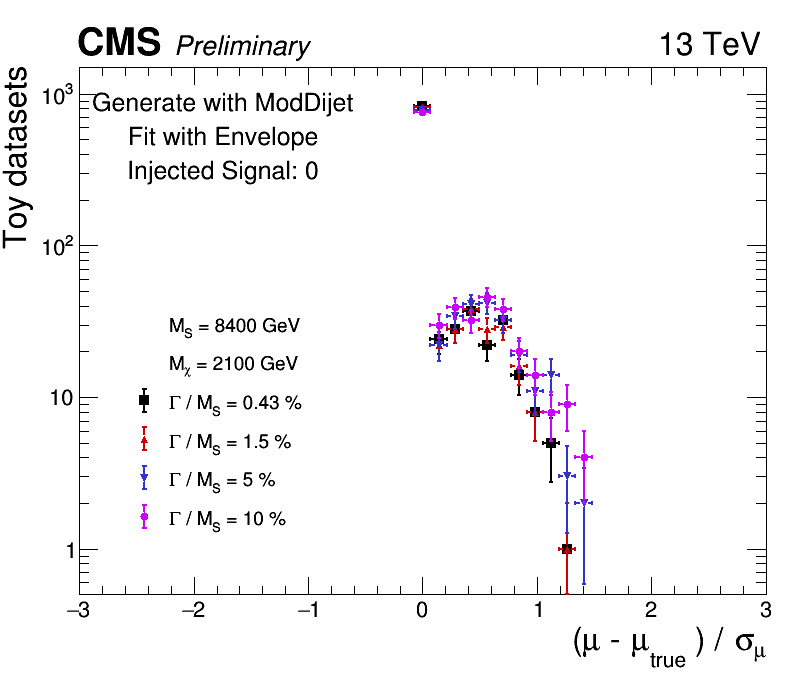 CMS Preliminary 13 TeV
Toy datasets
10³
10²
10
1
Generate with ModDijet
Fit with Envelope
Injected Signal: 0
M_S = 8400 GeV
M_χ = 2100 GeV
Γ / M_S = 0.43 %
Γ / M_S = 1.5 %
Γ / M_S = 5 %
Γ / M_S = 10 %
−3 −2 −1 0 1 2 3
(μ - μ_true ) / σ_μ